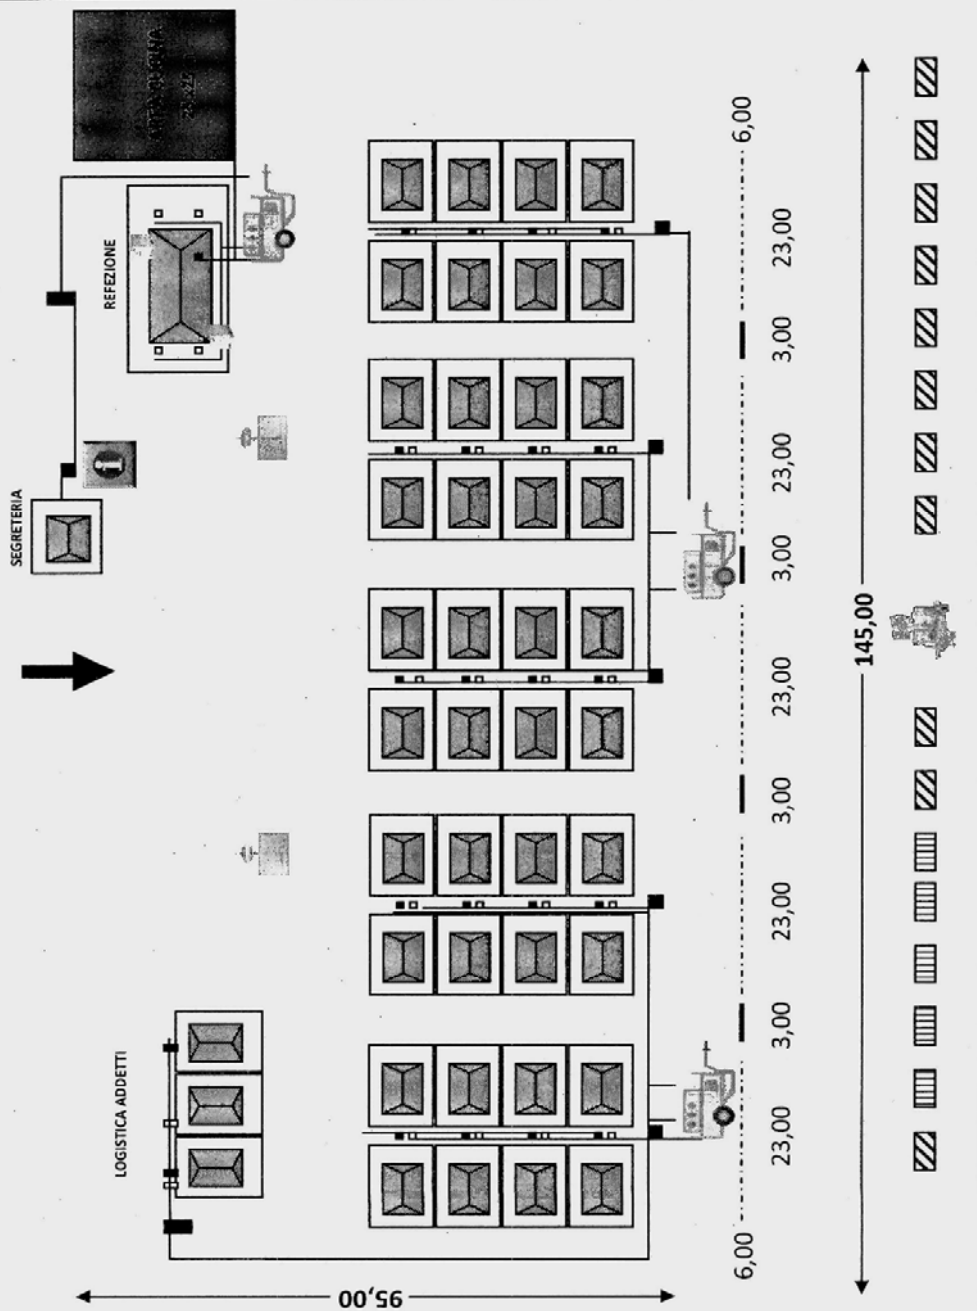 SEGRETERIA
REFEZIONE
LOGISTICA ADDETTI
i
95,00
6,00 6,00
23,00 3,00 23,00 3,00 23,00 3,00 23,00 3,00 23,00
145,00